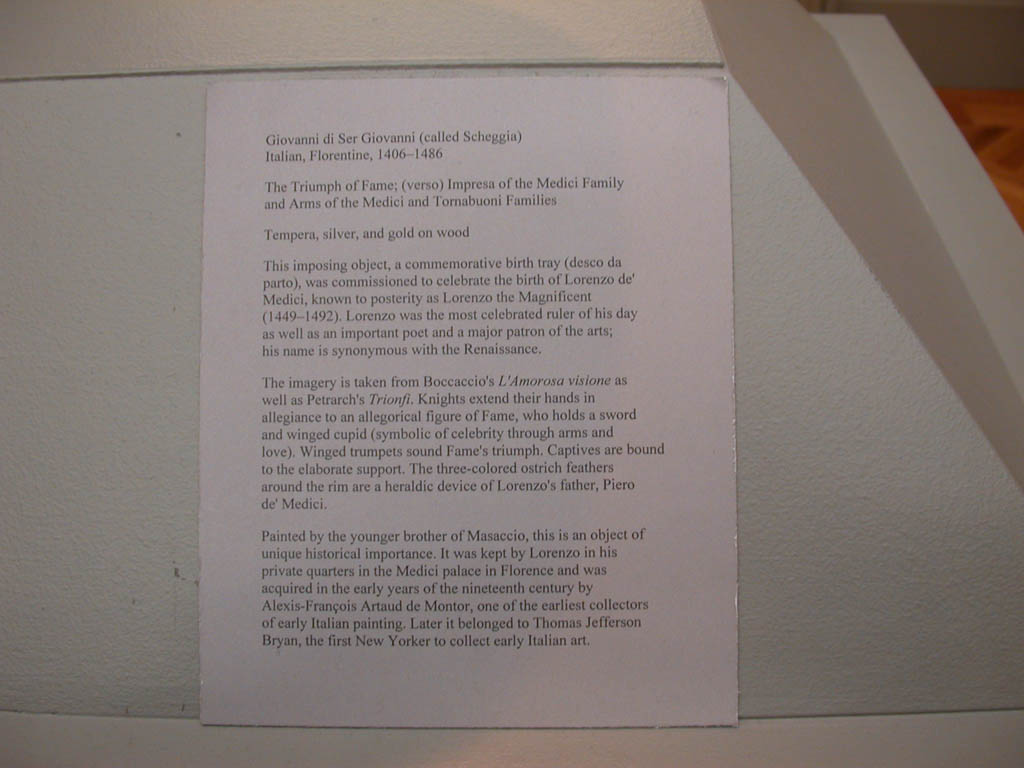 Giovanni di Ser Giovanni (called Scheggia)
Italian, Florentine, 1406–1486
The Triumph of Fame; (verso) Impresa of the Medici Family
and Arms of the Medici and Tornabuoni Families
Tempera, silver, and gold on wood
This imposing object, a commemorative birth tray (desco da
parto), was commissioned to celebrate the birth of Lorenzo de'
Medici, known to posterity as Lorenzo the Magnificent
(1449–1492). Lorenzo was the most celebrated ruler of his day
as well as an important poet and a major patron of the arts;
his name is synonymous with the Renaissance.
The imagery is taken from Boccaccio's L'Amorosa visione as
well as Petrarch's Trionfi. Knights extend their hands in
allegiance to an allegorical figure of Fame, who holds a sword
and winged cupid (symbolic of celebrity through arms and
love). Winged trumpets sound Fame's triumph. Captives are bound
to the elaborate support. The three-colored ostrich feathers
around the rim are a heraldic device of Lorenzo's father, Piero
de' Medici.
Painted by the younger brother of Masaccio, this is an object of
unique historical importance. It was kept by Lorenzo in his
private quarters in the Medici palace in Florence and was
acquired in the early years of the nineteenth century by
Alexis-François Artaud de Montor, one of the earliest collectors
of early Italian painting. Later it belonged to Thomas Jefferson
Bryan, the first New Yorker to collect early Italian art.